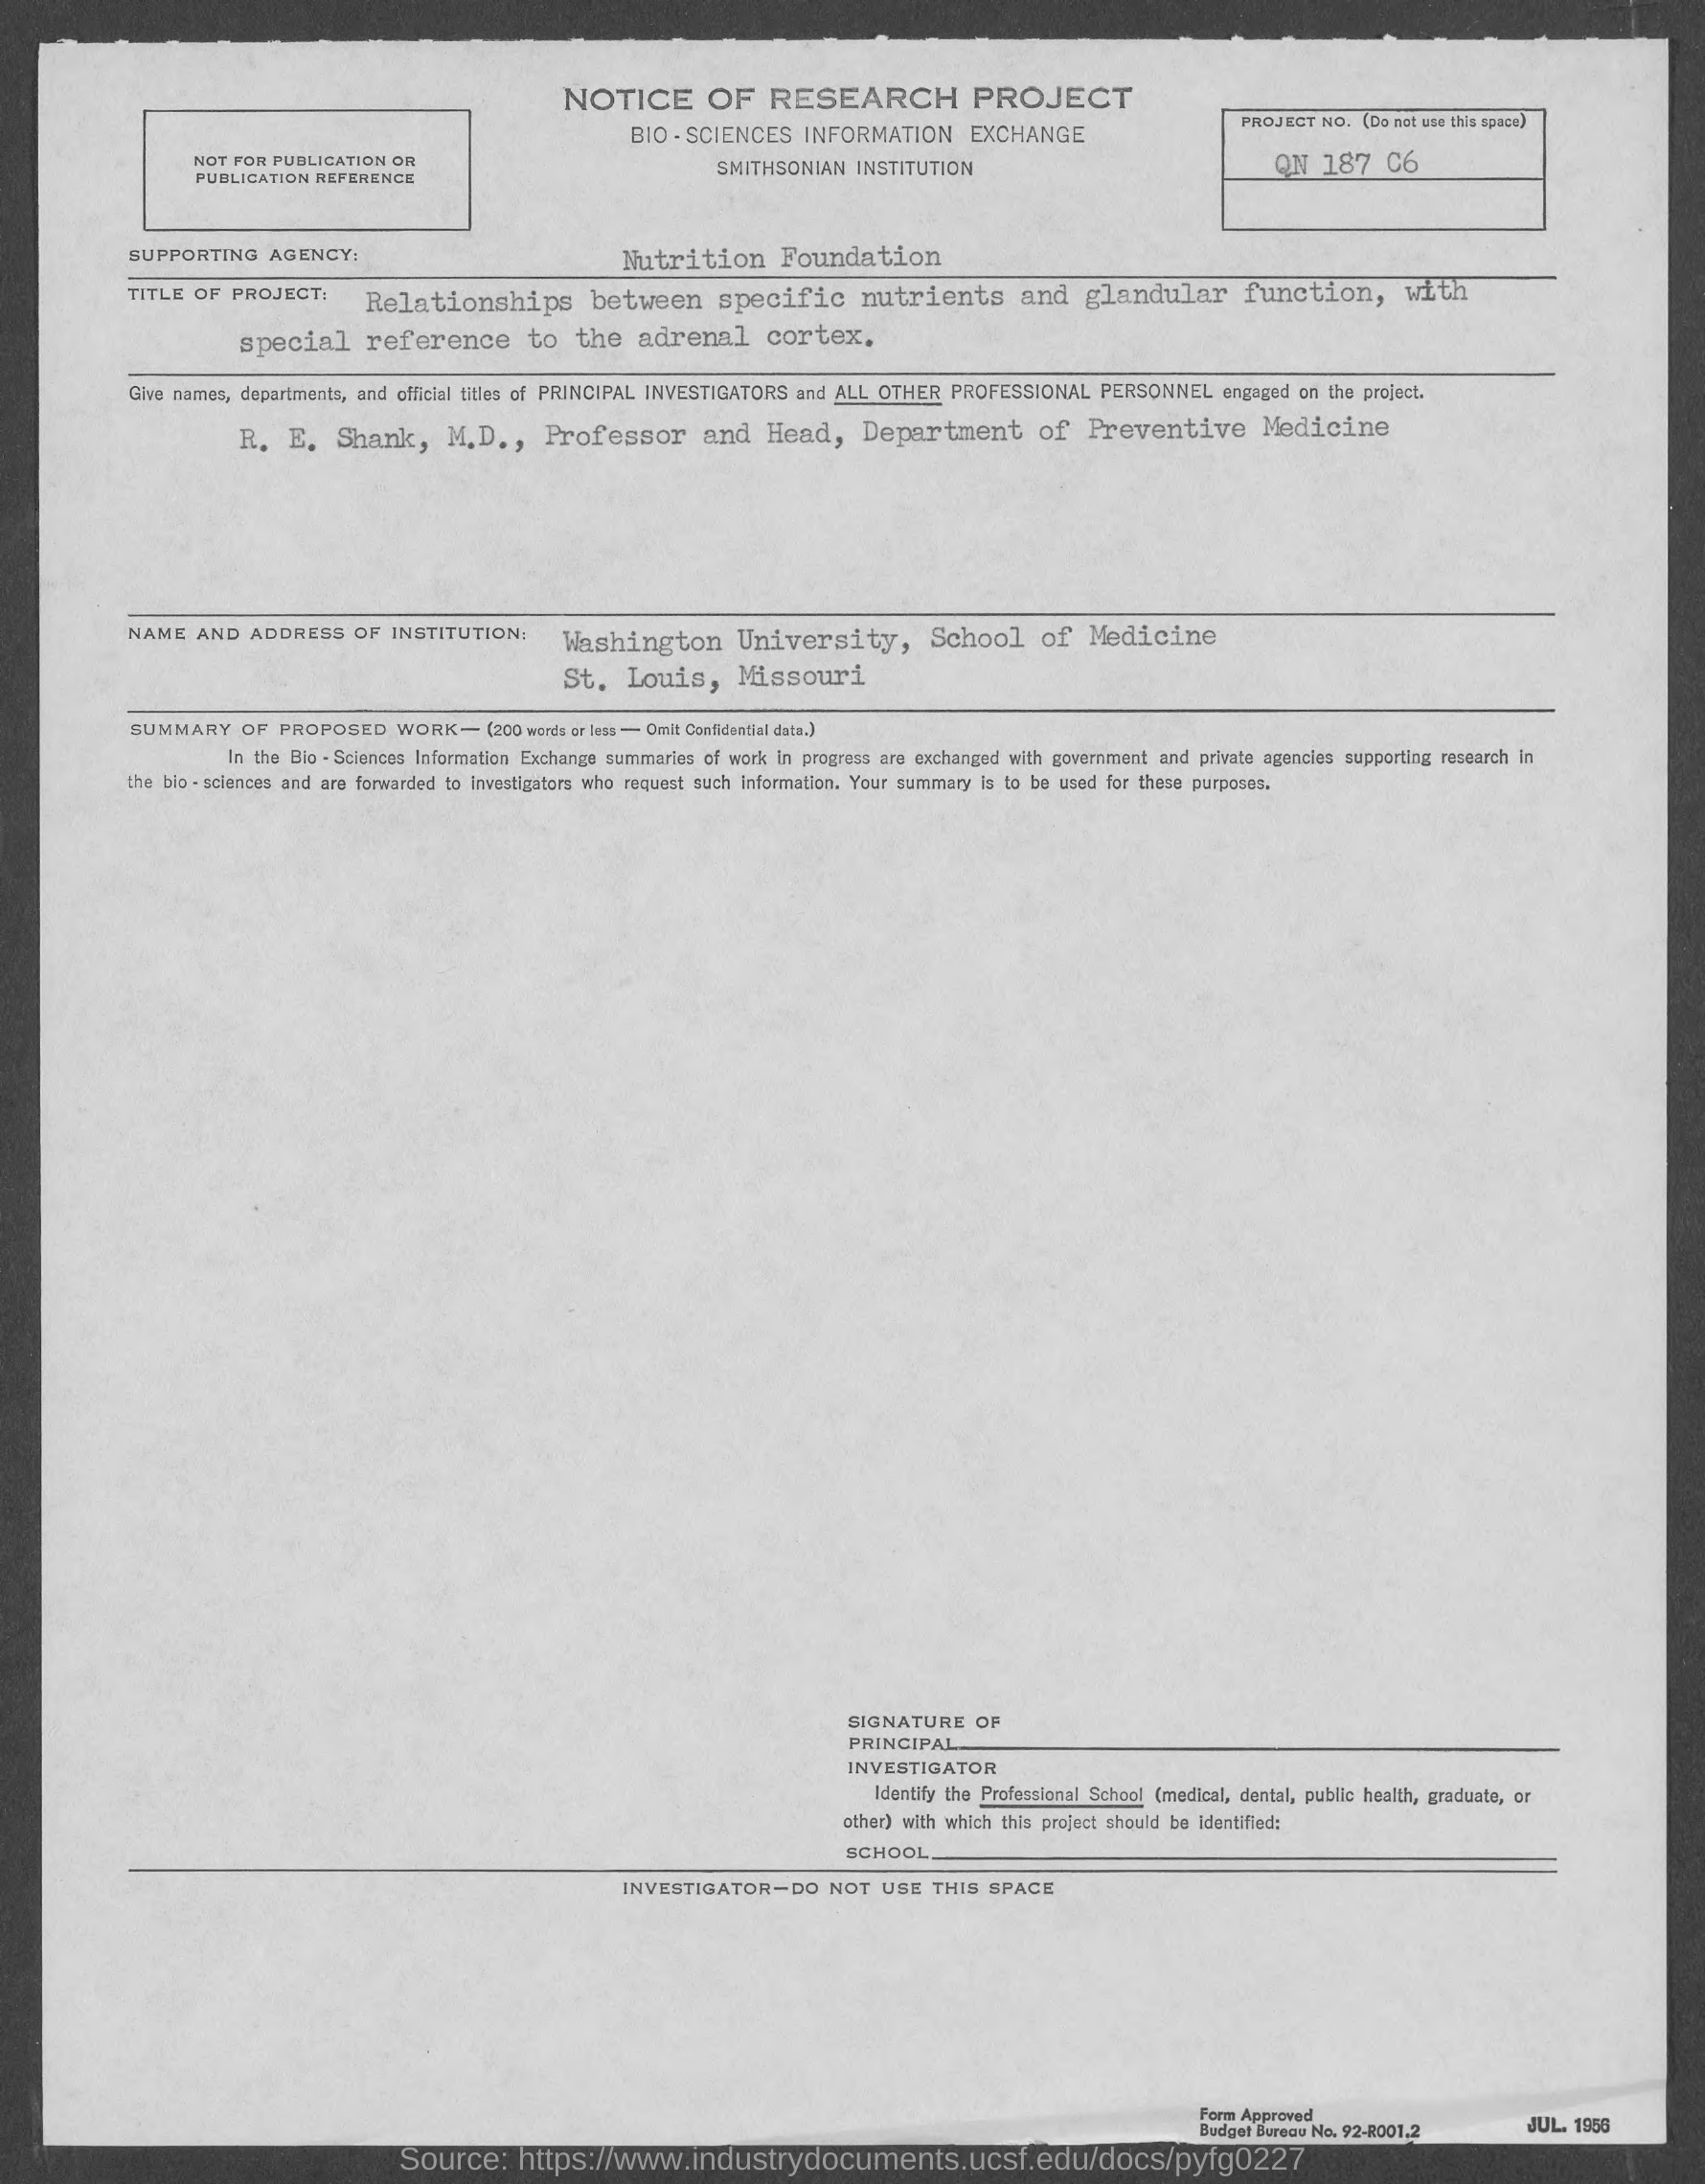 NOTICE OF RESEARCH PROJECT
BIO - SCIENCES INFORMATION EXCHANGE
SMITHSONIAN INSTITUTION
NOT FOR PUBLICATION OR
PUBLICATION REFERENCE
PROJECT NO. (Do not use this space)
QN 187 C6
SUPPORTING AGENCY: Nutrition Foundation
TITLE OF PROJECT: Relationships between specific nutrients and glandular function, with
special reference to the adrenal cortex.
Give names, departments, and official titles of PRINCIPAL INVESTIGATORS and ALL OTHER PROFESSIONAL PERSONNEL engaged on the project.
R. E. Shank, M.D., Professor and Head, Department of Preventive Medicine
NAME AND ADDRESS OF INSTITUTION: Washington University, School of Medicine
St. Louis, Missouri
SUMMARY OF PROPOSED WORK— (200 words or less — Omit Confidential data.)
In the Bio - Sciences Information Exchange summaries of work in progress are exchanged with government and private agencies supporting research in
the bio - sciences and are forwarded to investigators who request such information. Your summary is to be used for these purposes.
SIGNATURE OF
PRINCIPAL
INVESTIGATOR
Identify the Professional School (medical, dental, public health, graduate, or
other) with which this project should be identified:
SCHOOL
INVESTIGATOR—DO NOT USE THIS SPACE
Form Approved
Budget Bureau No. 92-R001.2
JUL. 1956
Source: https://www.industrydocuments.ucsf.edu/docs/pyfg0227